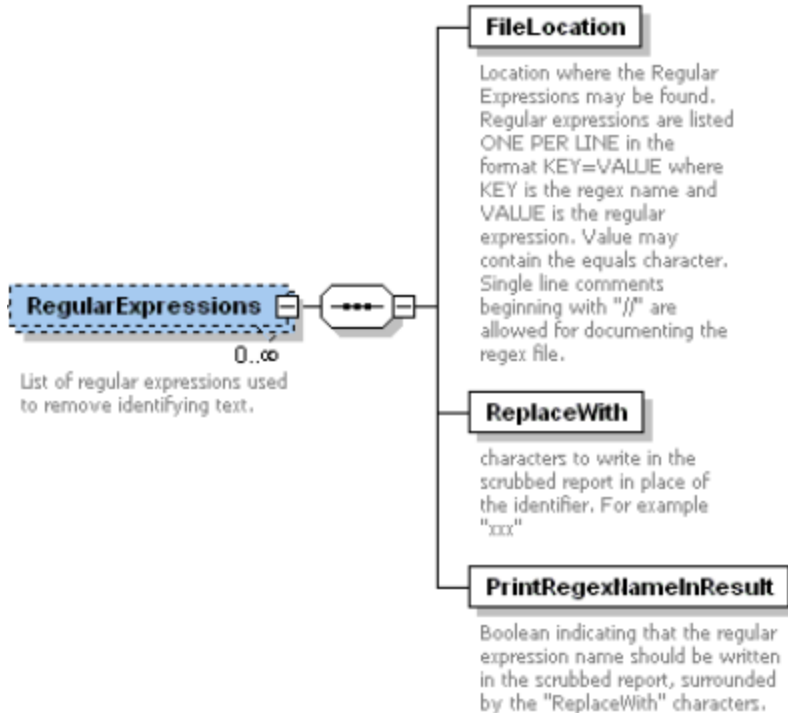 FileLocation
Location where the Regular
Expressions may be found.
Regular expressions are listed
ONE PER LINE in the
format KEY=VALUE where
KEY is the regex name and
VALUE is the regular
expression. Value may
contain the equals character.
Single line comments
beginning with "//" are
allowed for documenting the
regex file.
RegularExpressions
0..∞
List of regular expressions used
to remove identifying text.
ReplaceWith
characters to write in the
scrubbed report in place of
the identifier. For example
"xxx"
PrintRegexNameInResult
Boolean indicating that the regular
expression name should be written
in the scrubbed report, surrounded
by the "ReplaceWith" characters.